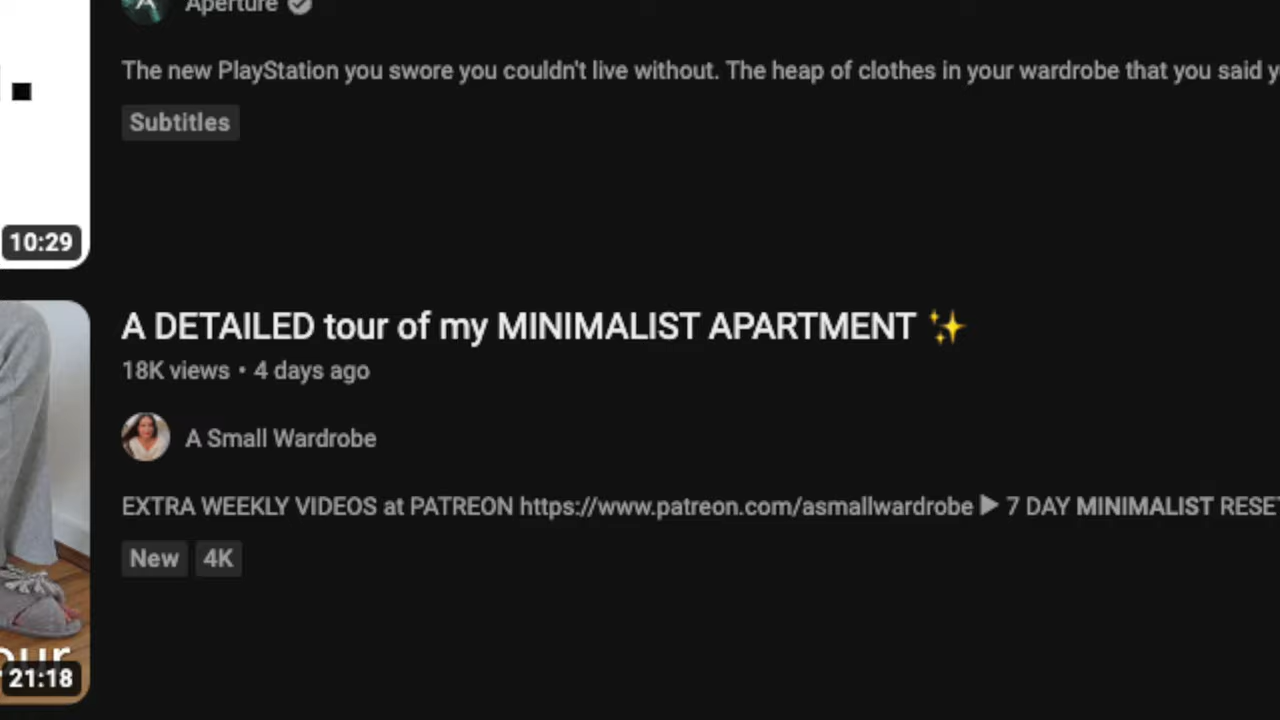 Aperture
The new PlayStation you swore you couldn't live without. The heap of clothes in your wardrobe that you said
Subtitles
10:29
A DETAILED tour of my MINIMALIST APARTMENT ✨
18K views • 4 days ago
A Small Wardrobe
EXTRA WEEKLY VIDEOS at PATREON https://www.patreon.com/asmallwardrobe ▶ 7 DAY MINIMALIST
New 4K
21:18